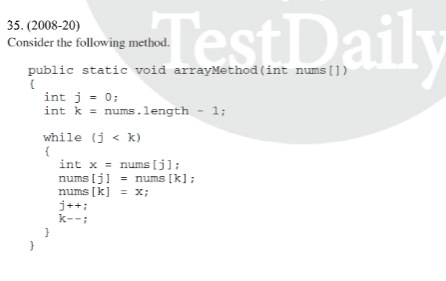 TestDaily
35. (2008-20)
Consider the following method.
public static void arrayMethod(int nums[])
{
int j = 0;
int k = nums.length - 1;
while (j < k)
{
int x = nums[j];
nums[j] = nums[k];
nums[k] = x;
j++;
k--;
}
}